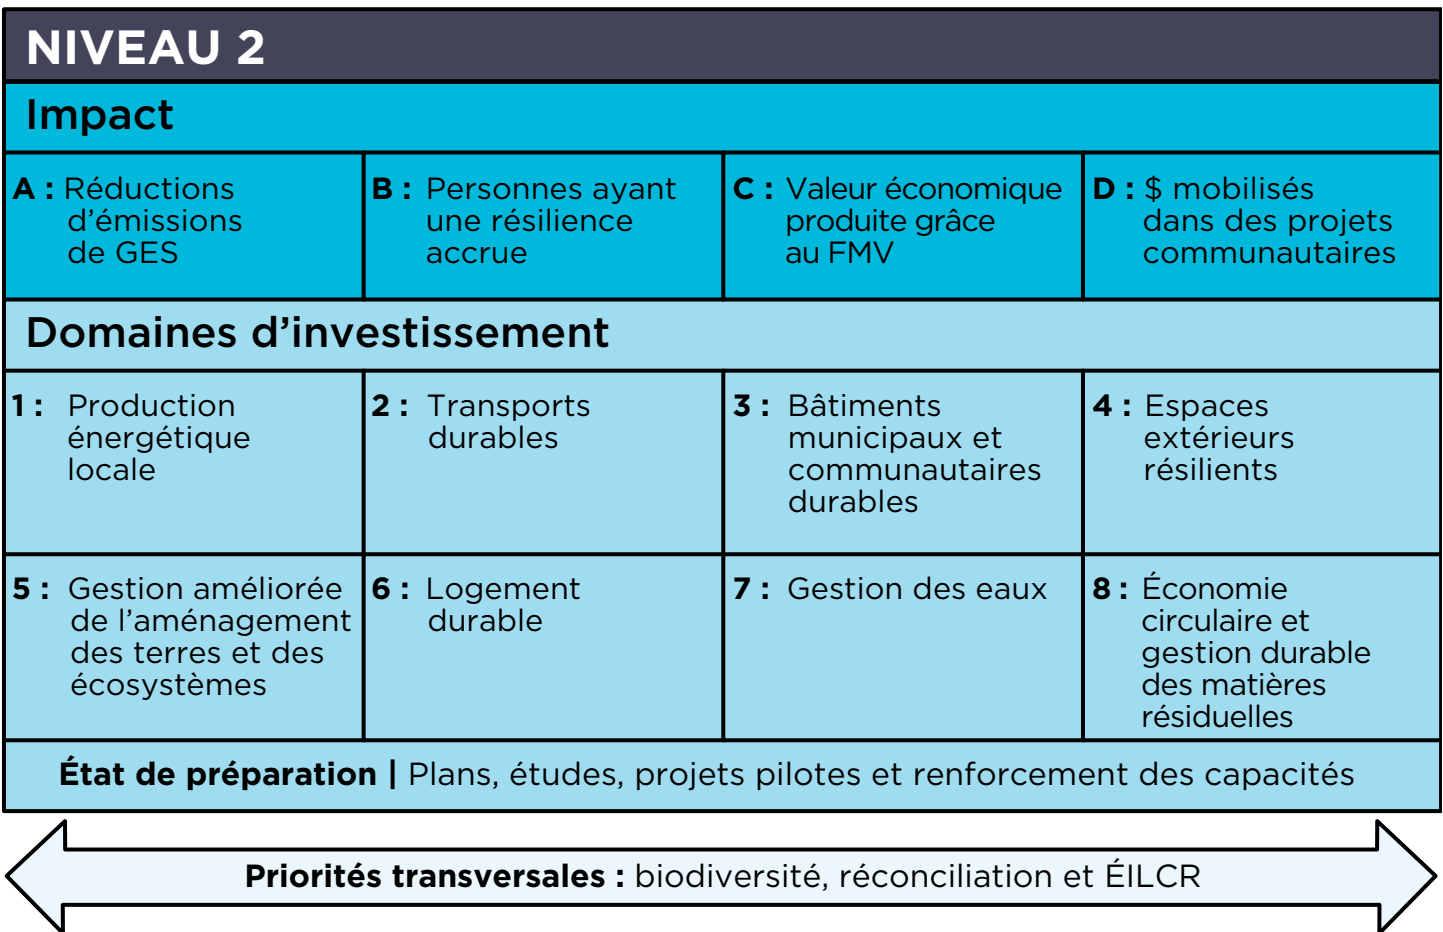 NIVEAU 2
Impact
A : Réductions
d’émissions
de GES
B : Personnes ayant
une résilience
accrue
C : Valeur économique
produite grâce
au FMV
D : $ mobilisés
dans des projets
communautaires
Domaines d’investissement
1 : Production
énergétique
locale
2 : Transports
durables
3 : Bâtiments
municipaux et
communautaires
durables
4 : Espaces
extérieurs
résilients
5 : Gestion améliorée
de l’aménagement
des terres et des
écosystèmes
6 : Logement
durable
7 : Gestion des eaux
8 : Économie
circulaire et
gestion durable
des matières
résiduelles
État de préparation | Plans, études, projets pilotes et renforcement des capacités
Priorités transversales : biodiversité, réconciliation et ÉILCR